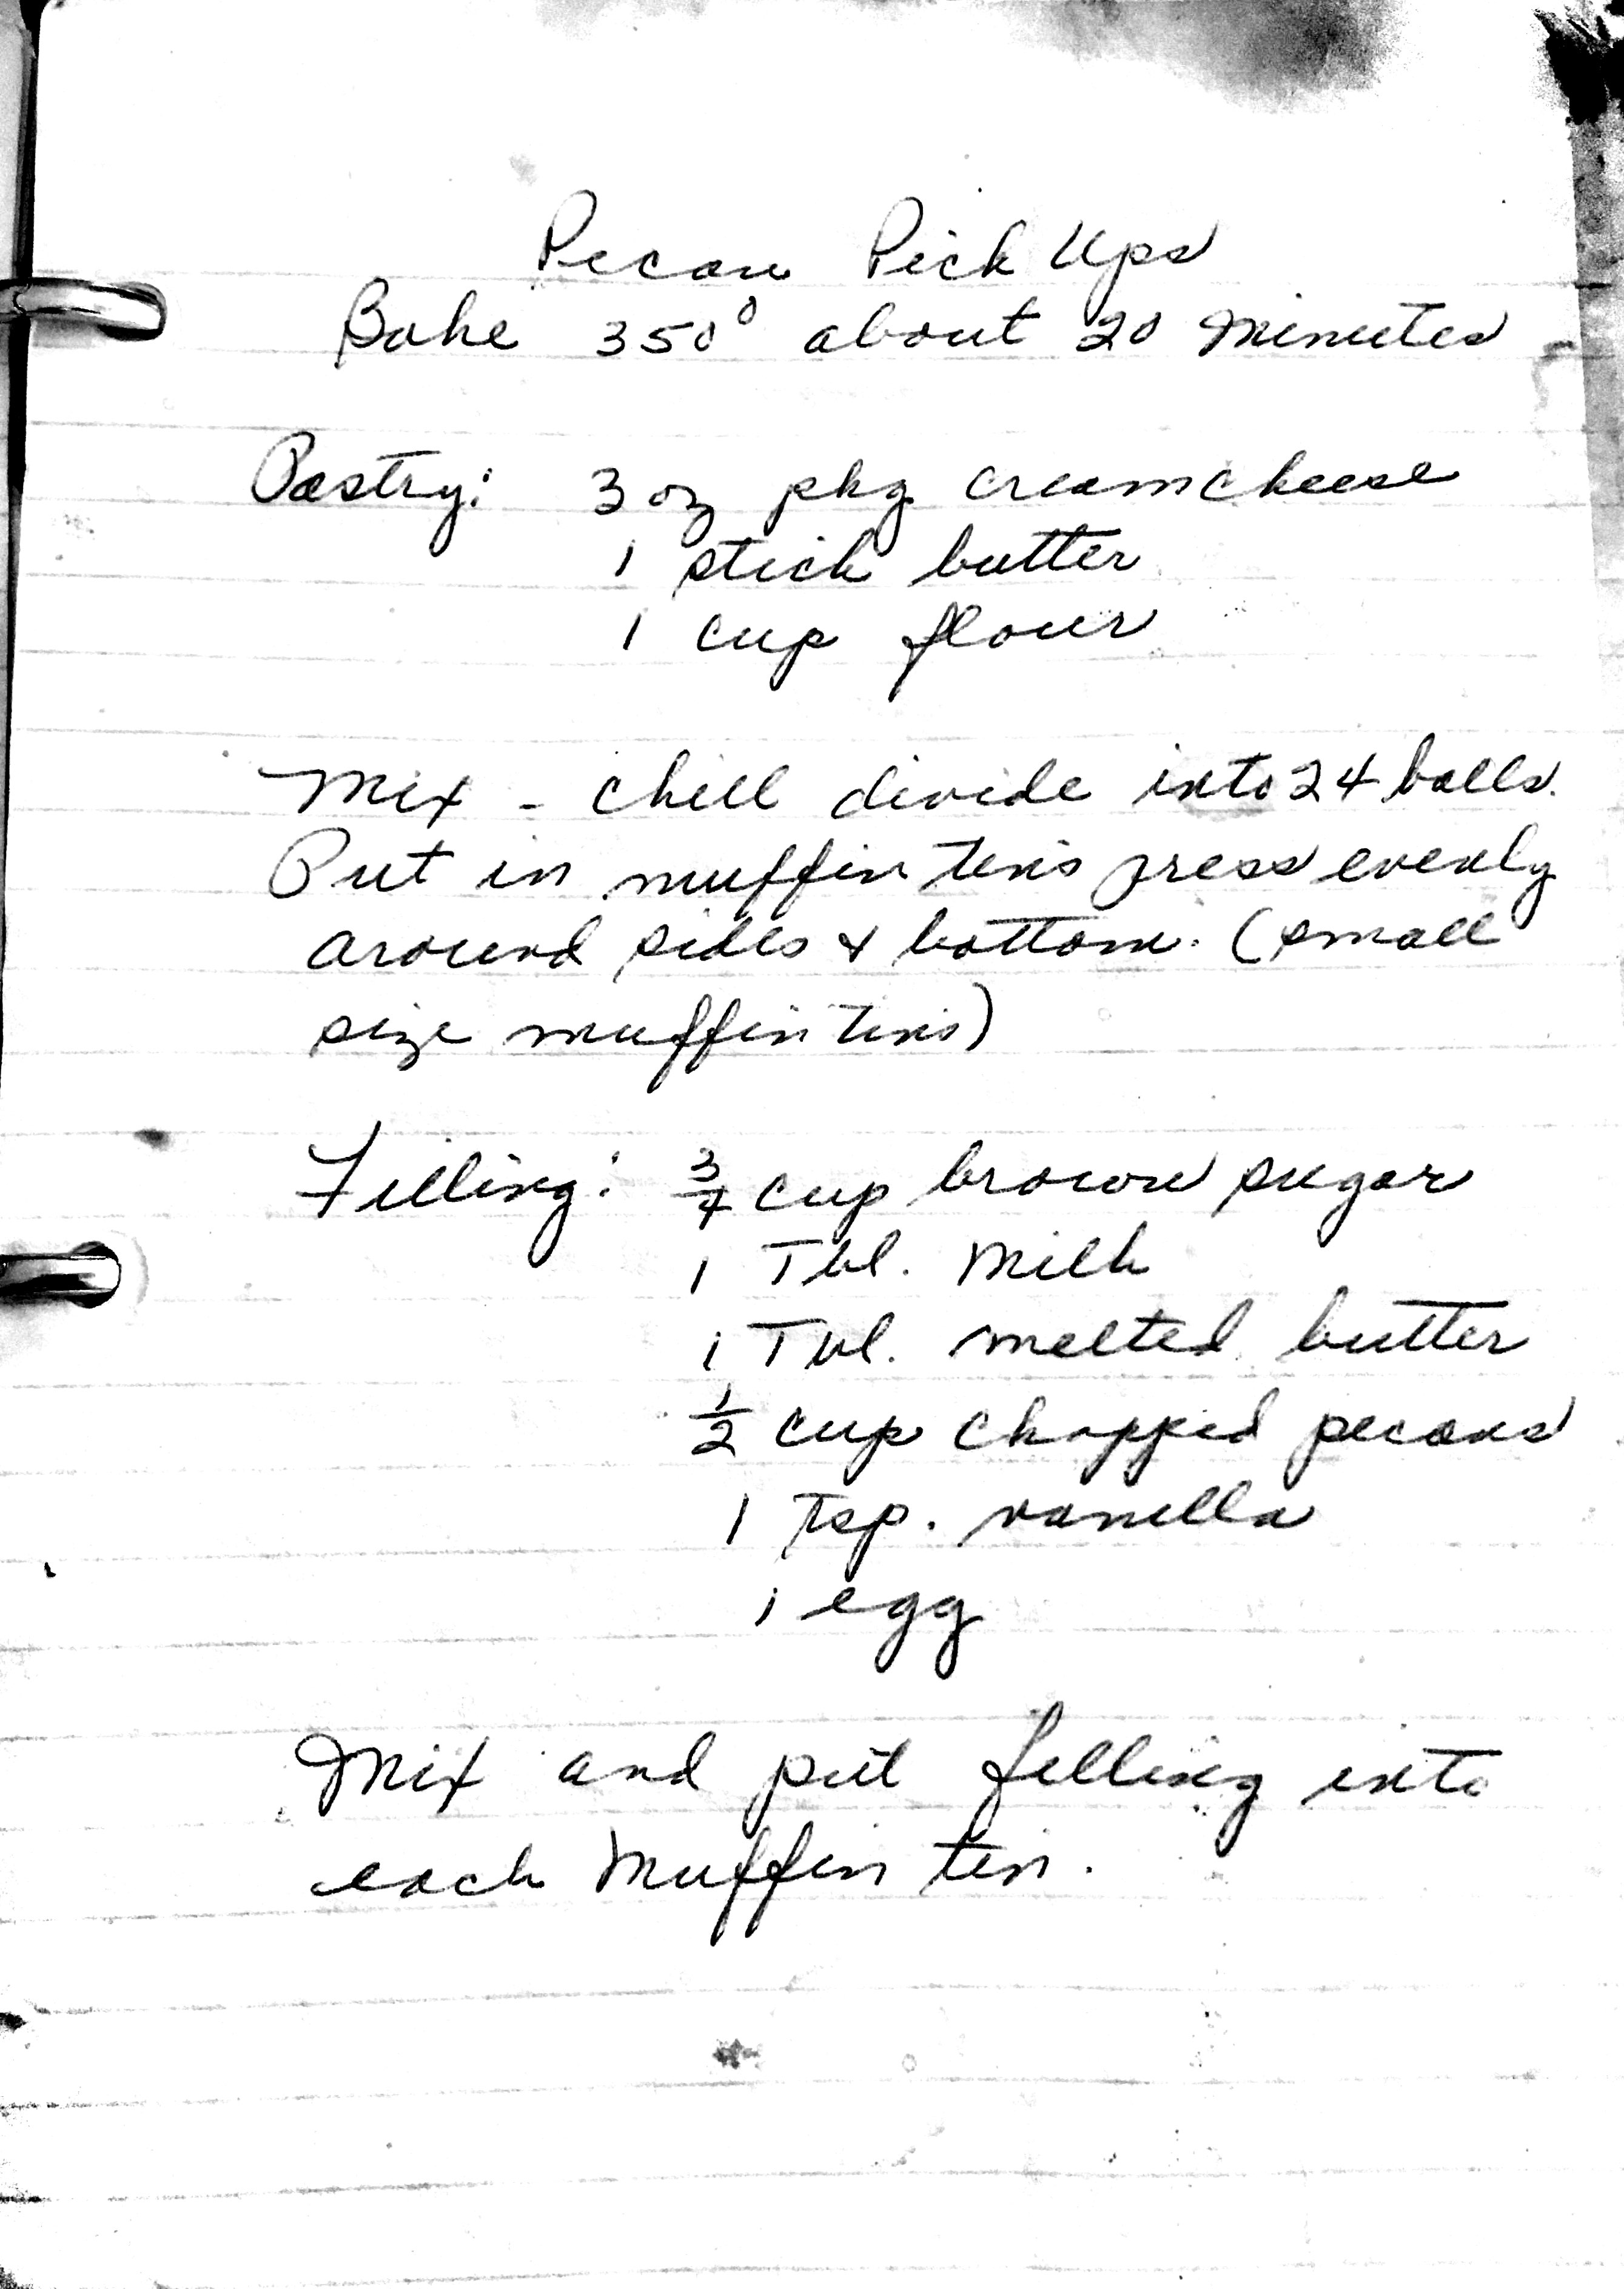 Pecan Pick Ups
Bake 350° about 20 minutes
Pastry: 3 oz pkg creamcheese
1 stick butter
1 cup flour
Mix - chill divide into 24 balls.
Put in muffin tins press evenly
around sides & bottom. (small
size muffin tins)
Filling: 3/4 cup brown sugar
1 Tbl. Milk
1 Tbl. melted butter
1/2 cup chopped pecans
1 Tsp. vanilla
1 egg
Mix and put filling into
each Muffin tin.